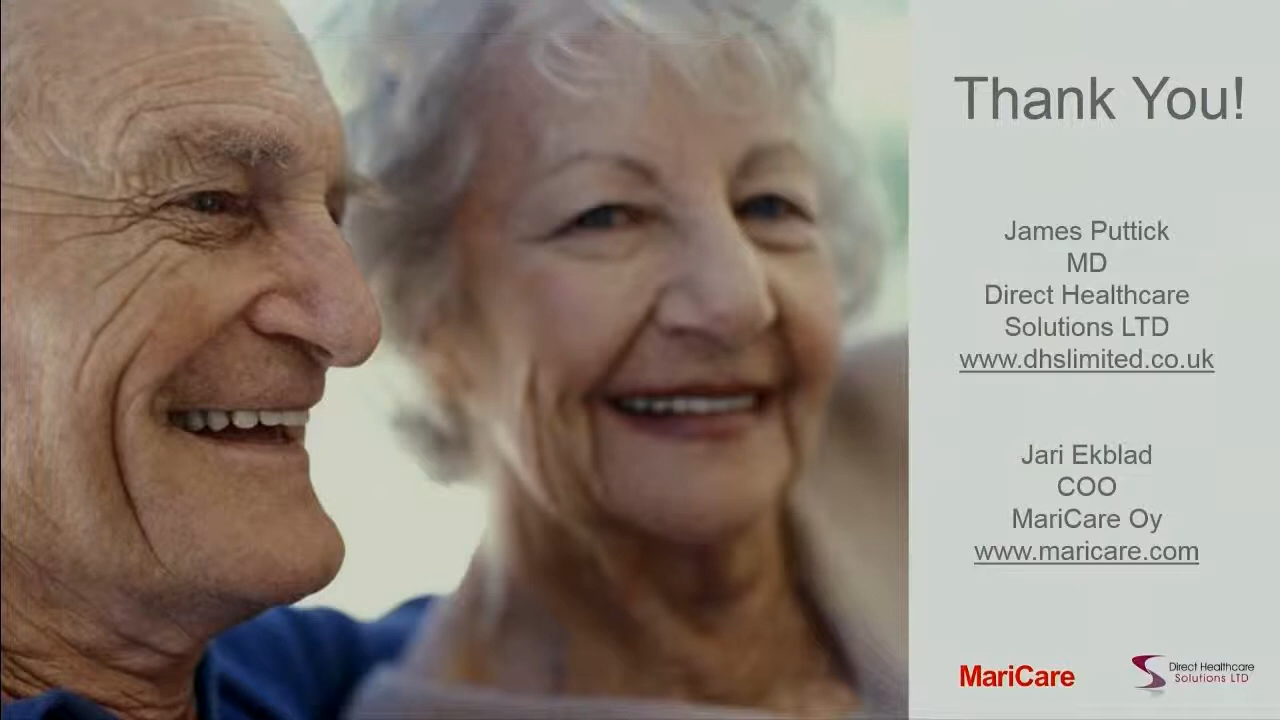 Thank You!
James Puttick
MD
Direct Healthcare
Solutions LTD
www.dhslimited.co.uk
Jari Ekblad
COO
MariCare Oy
www.maricare.com
MariCare
Direct Healthcare
Solutions LTD